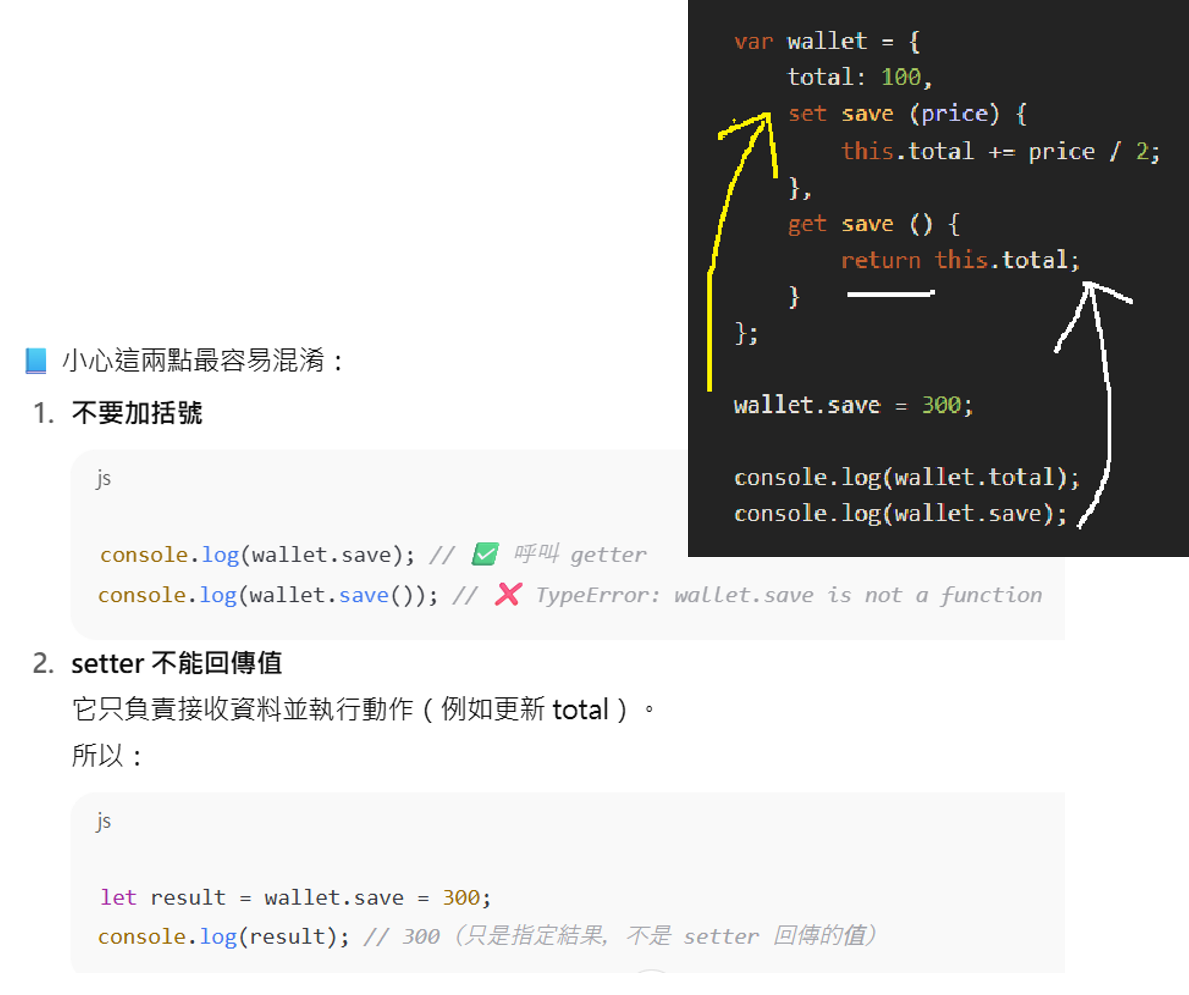 var wallet = {
total: 100,
set save (price) {
this.total += price / 2;
},
get save () {
return this.total;
}
};
wallet.save = 300;
console.log(wallet.total);
console.log(wallet.save);
📘 小心這兩點最容易混淆：
1. 不要加括號
js
console.log(wallet.save); // ✅ 呼叫 getter
console.log(wallet.save()); // ❌ TypeError: wallet.save is not a function
2. setter 不能回傳值
它只負責接收資料並執行動作（例如更新 total）。
所以：
js
let result = wallet.save = 300;
console.log(result); // 300（只是指定結果, 不是 setter 回傳的值）